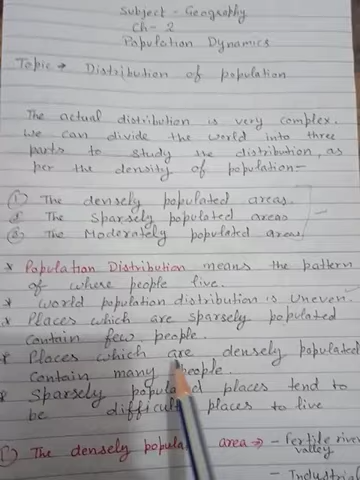 Subject - Geography
Ch - 2
Population Dynamics
Topic → Distribution of population
The actual distribution is very complex.
We can divide the world into three
parts to study the distribution, as
per the density of population-
① The densely populated areas.
② The Sparsely populated areas
③ The Moderately populated areas
* Population Distribution means the pattern
of where people live.
* World population distribution is Uneven.
* Places which are sparsely populated
contain few people.
* Places which are densely populated
contain many people.
* Sparsely populated places tend to
be difficult places to live
The densely popula area ⇒ - Fertile river
valley
- Industrial